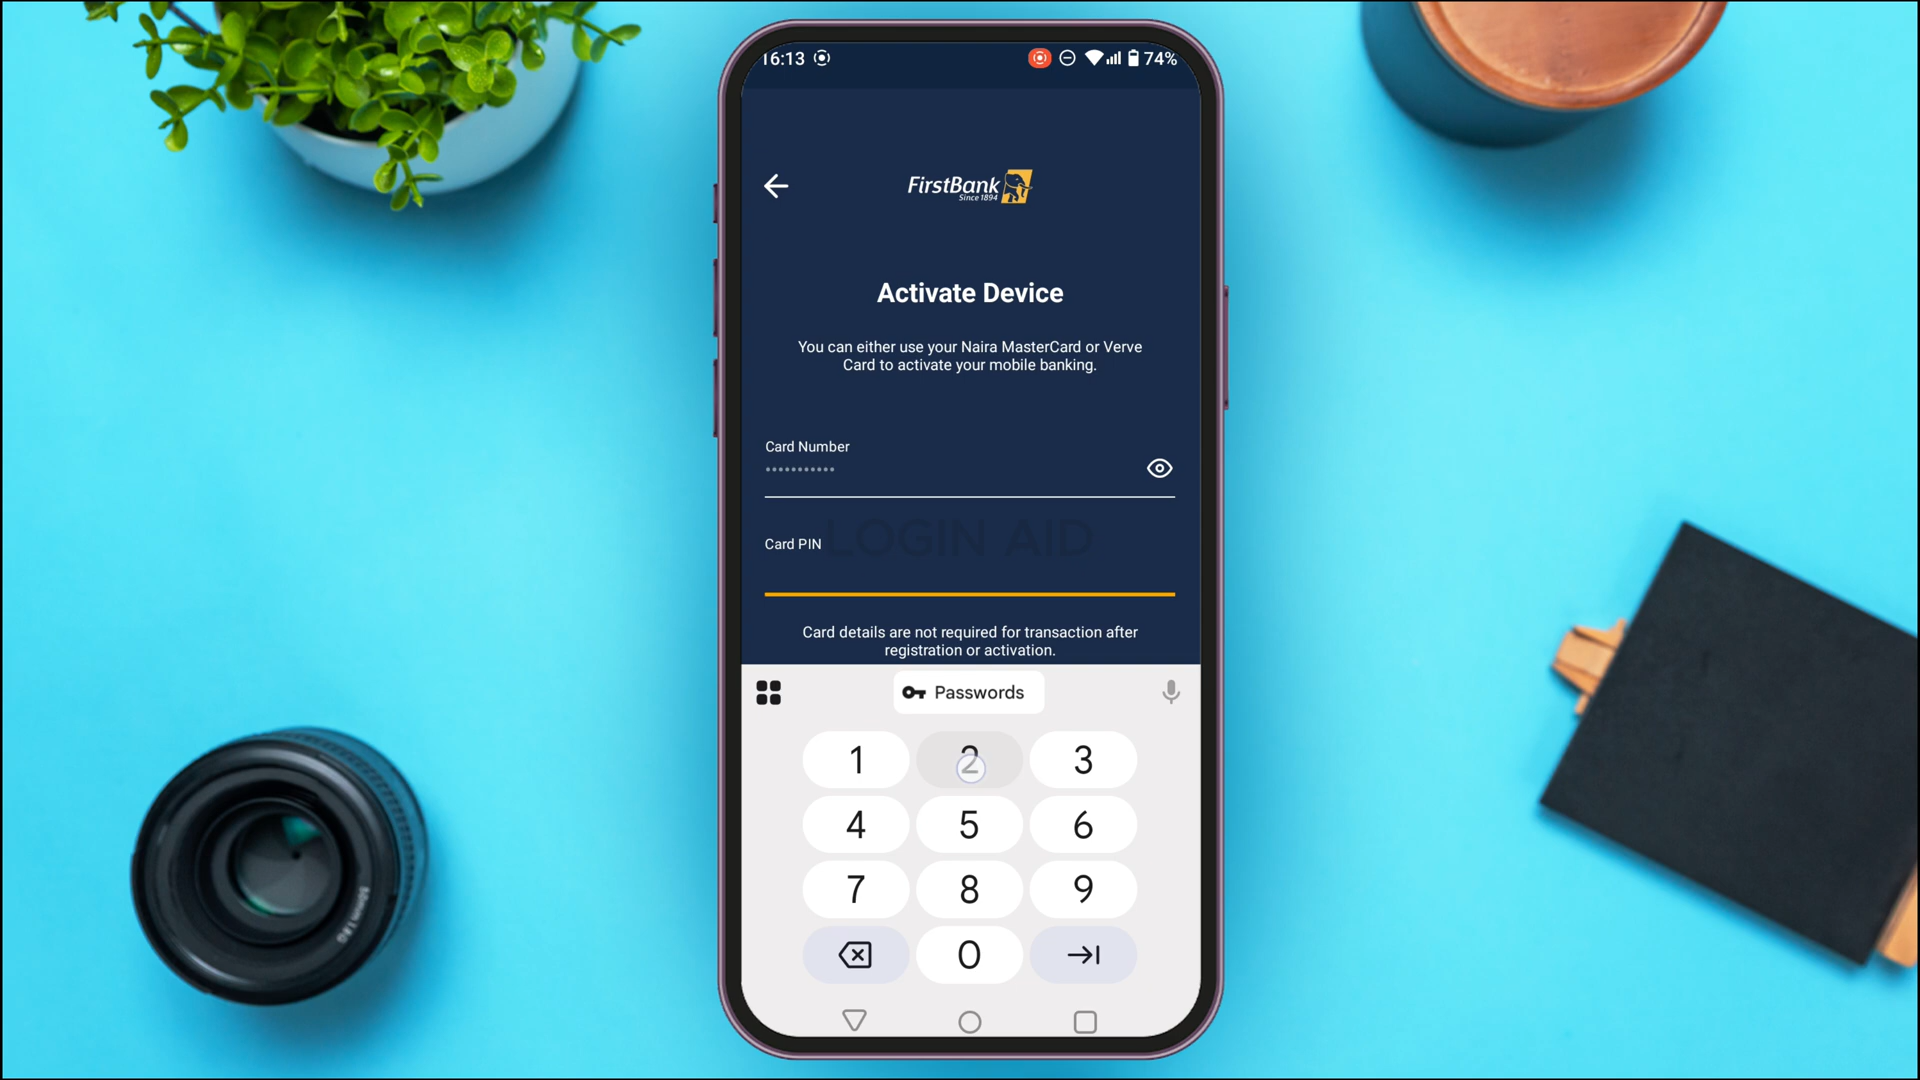 16:13
74%
FirstBank
Since 1894
Activate Device
You can either use your Naira MasterCard or Verve
Card to activate your mobile banking.
Card Number
LOGIN AID
Card PIN
Card details are not required for transaction after
registration or activation.
Passwords
1 2 3
4 5 6
7 8 9
0